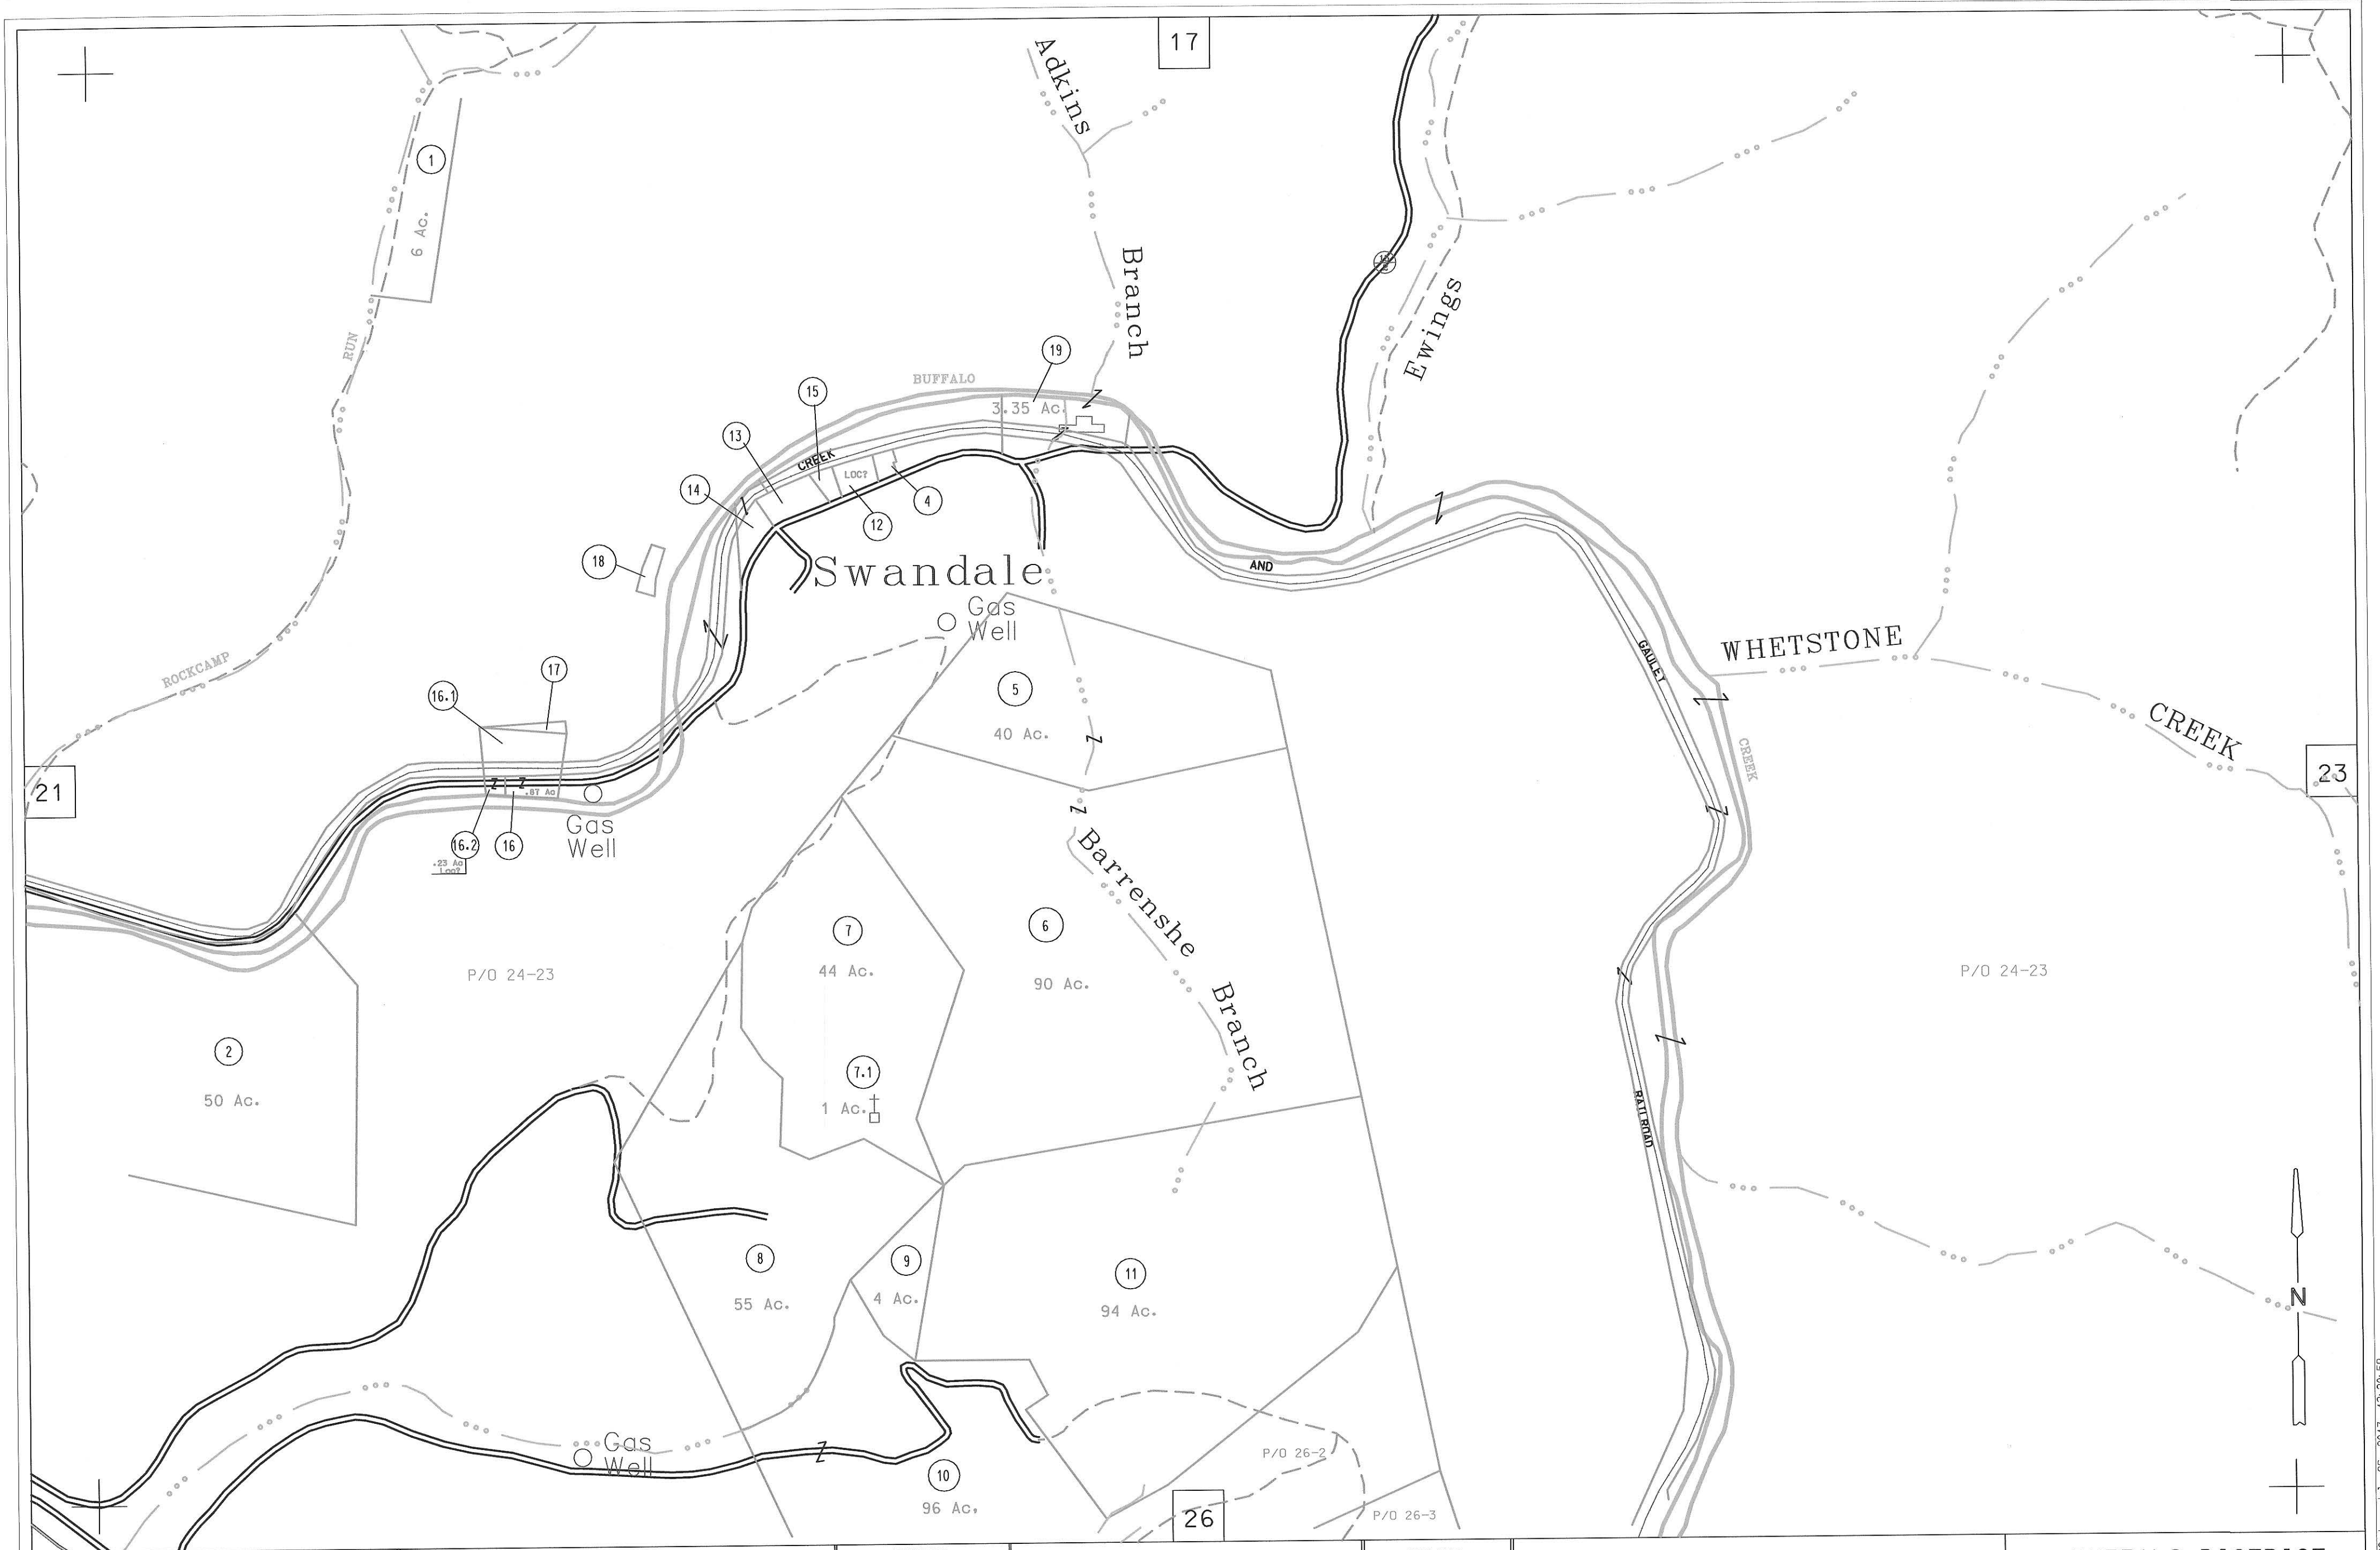 17
Adkins
Branch
1
6 Ac.
RUN
ROCKCAMP
Ewings
BUFFALO
19
3.35 Ac.
15
13
14
CREEK
LOC?
12
4
18
Swandale
Gas
Well
AND
GAULEY
WHETSTONE
CREEK
CREEK
23
17
16.1
21
.87 Ac
16.2
16
.23 Ac
Loc?
Gas
Well
5
40 Ac.
Barrenshe
Branch
7
44 Ac.
6
90 Ac.
P/O 24-23
P/O 24-23
2
50 Ac.
7.1
1 Ac.
RAILROAD
8
55 Ac.
9
4 Ac.
11
94 Ac.
N
Gas
Well
10
96 Ac.
P/O 26-2
26
P/O 26-3